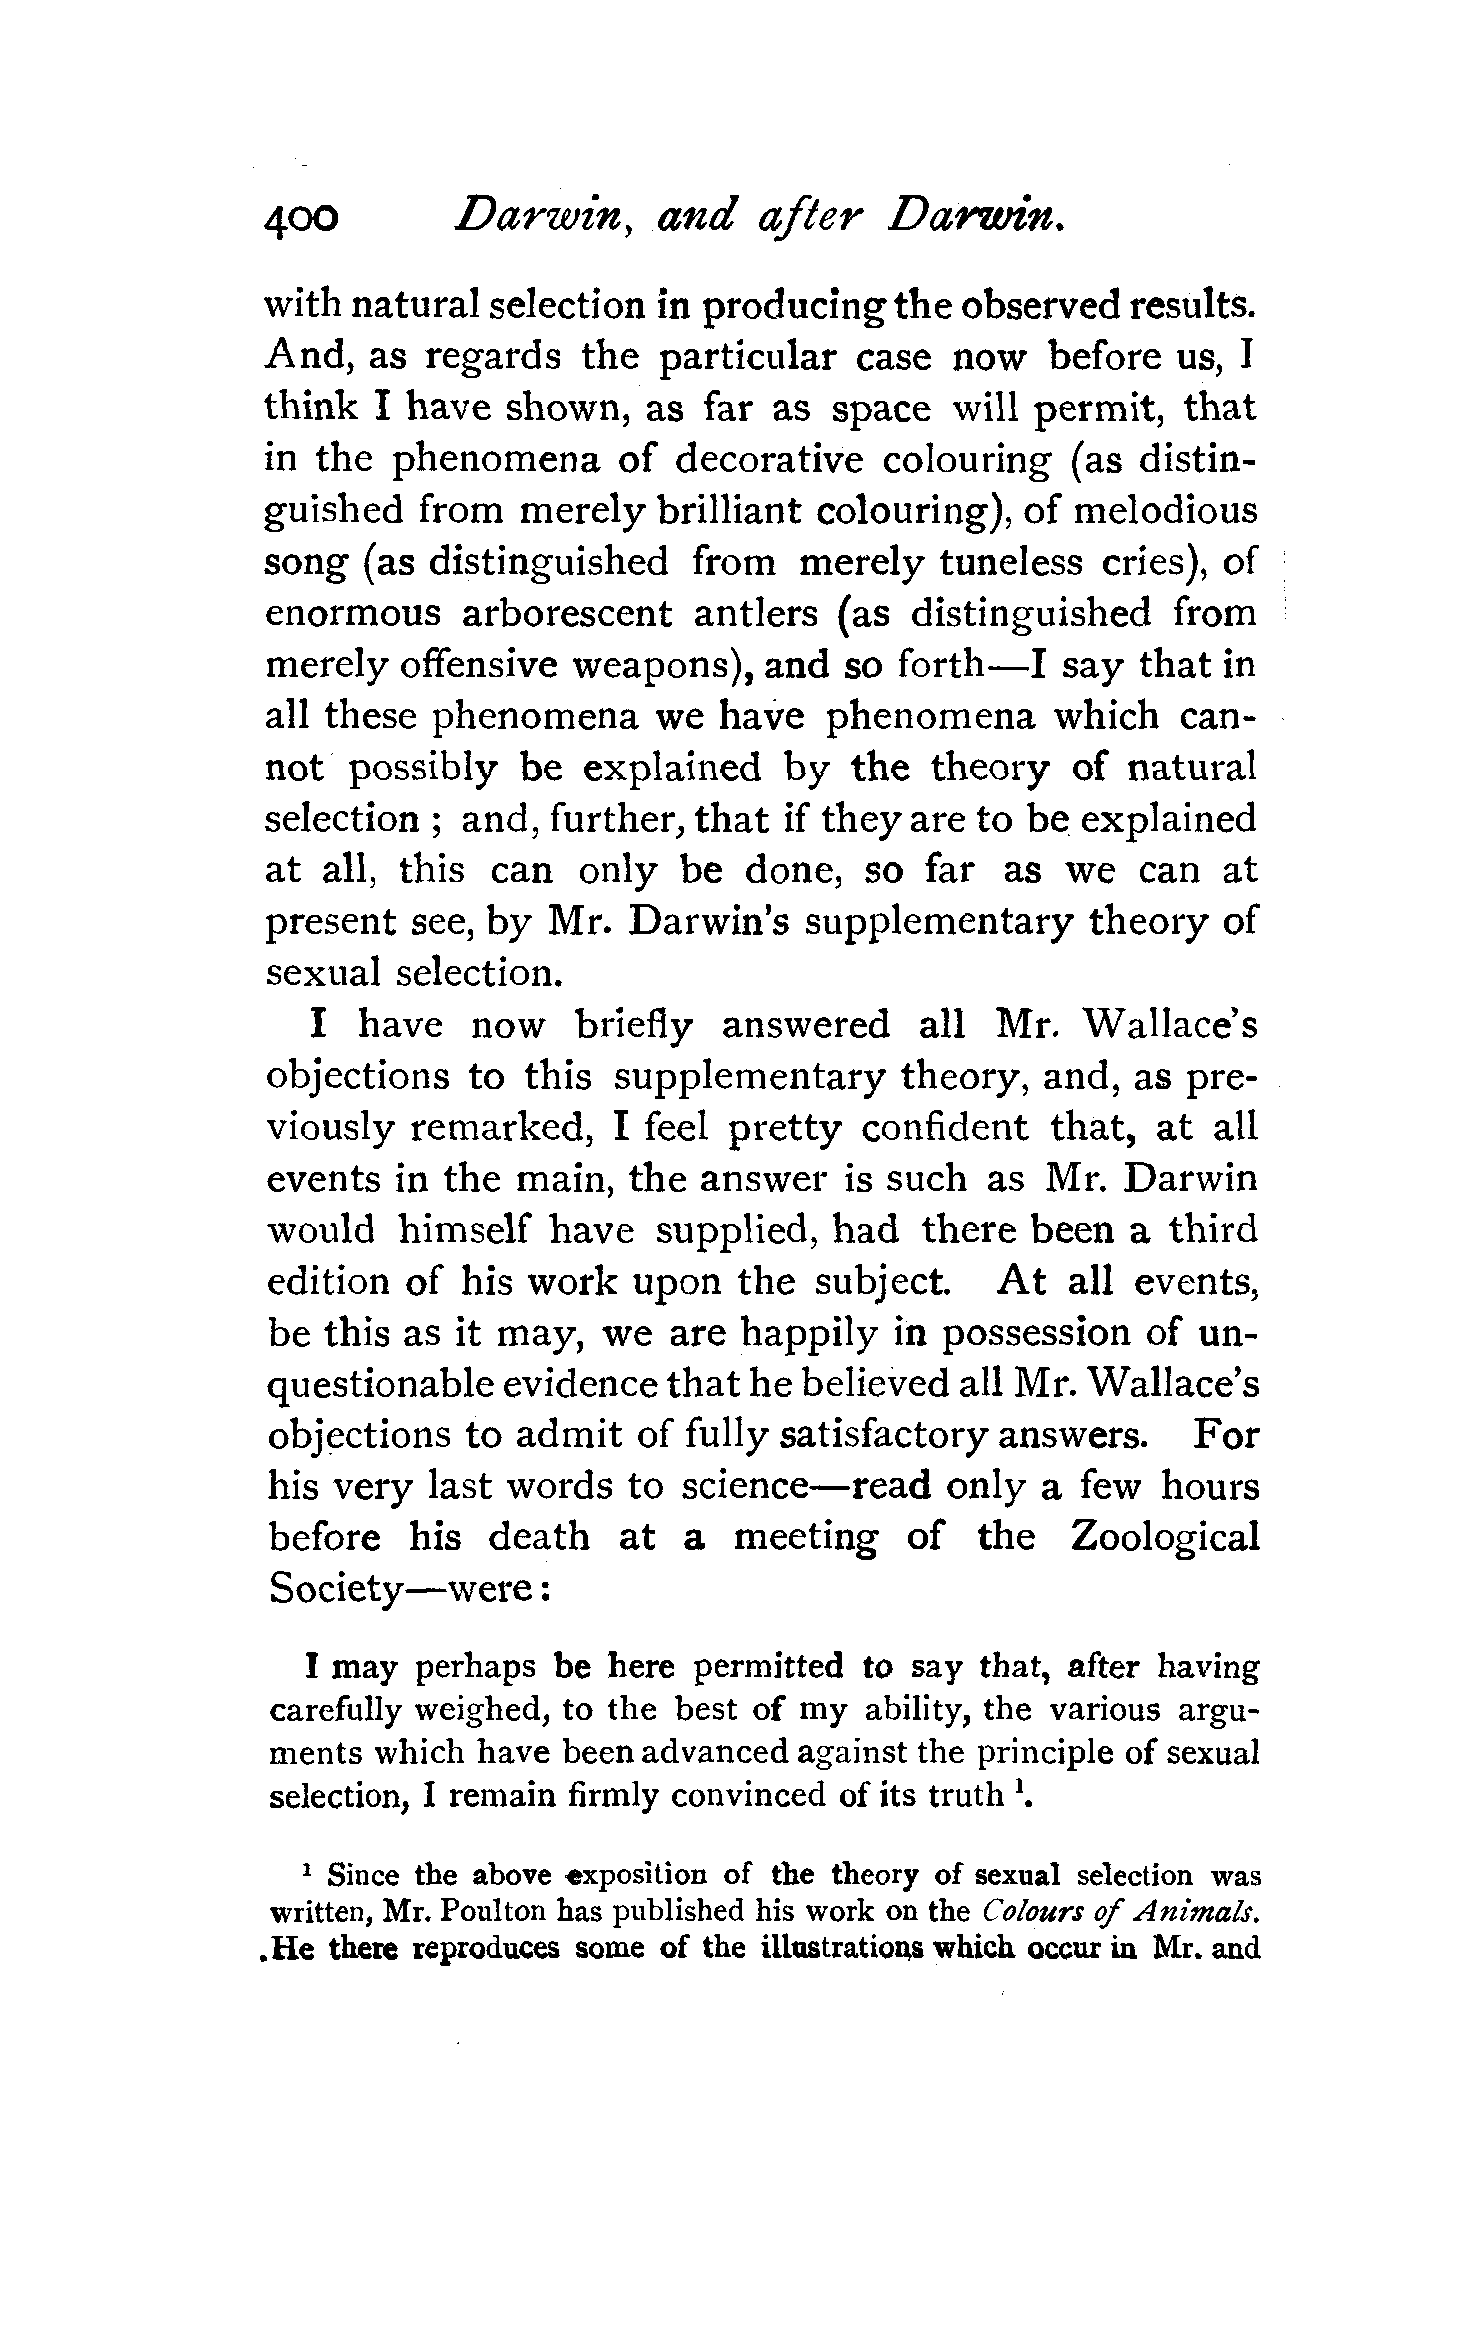 400 Darwin, and after Darwin.
with natural selection in producing the observed results.
And, as regards the particular case now before us, I
think I have shown, as far as space will permit, that
in the phenomena of decorative colouring (as distin-
guished from merely brilliant colouring), of melodious
song (as distinguished from merely tuneless cries), of
enormous arborescent antlers (as distinguished from
merely offensive weapons), and so forth—I say that in
all these phenomena we have phenomena which can-
not possibly be explained by the theory of natural
selection ; and, further, that if they are to be explained
at all, this can only be done, so far as we can at
present see, by Mr. Darwin's supplementary theory of
sexual selection.
I have now briefly answered all Mr. Wallace's
objections to this supplementary theory, and, as pre-
viously remarked, I feel pretty confident that, at all
events in the main, the answer is such as Mr. Darwin
would himself have supplied, had there been a third
edition of his work upon the subject. At all events,
be this as it may, we are happily in possession of un-
questionable evidence that he believed all Mr. Wallace's
objections to admit of fully satisfactory answers. For
his very last words to science—read only a few hours
before his death at a meeting of the Zoological
Society—were :
I may perhaps be here permitted to say that, after having
carefully weighed, to the best of my ability, the various argu-
ments which have been advanced against the principle of sexual
selection, I remain firmly convinced of its truth ¹.
¹ Since the above exposition of the theory of sexual selection was
written, Mr. Poulton has published his work on the Colours of Animals.
He there reproduces some of the illustrations which occur in Mr. and